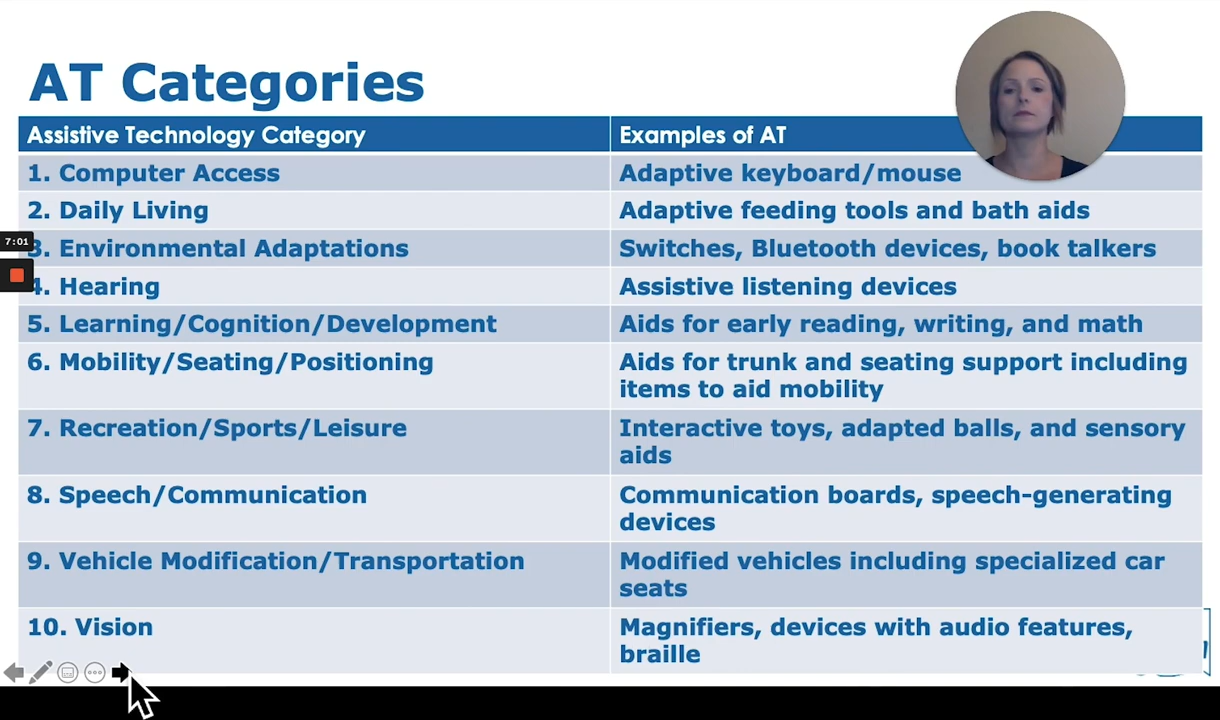 AT Categories
Assistive Technology Category
Examples of AT
1. Computer Access
Adaptive keyboard/mouse
2. Daily Living
Adaptive feeding tools and bath aids
7:01
3. Environmental Adaptations
Switches, Bluetooth devices, book talkers
4. Hearing
Assistive listening devices
5. Learning/Cognition/Development
Aids for early reading, writing, and math
6. Mobility/Seating/Positioning
Aids for trunk and seating support including
items to aid mobility
7. Recreation/Sports/Leisure
Interactive toys, adapted balls, and sensory
aids
8. Speech/Communication
Communication boards, speech-generating
devices
9. Vehicle Modification/Transportation
Modified vehicles including specialized car
seats
10. Vision
Magnifiers, devices with audio features,
braille